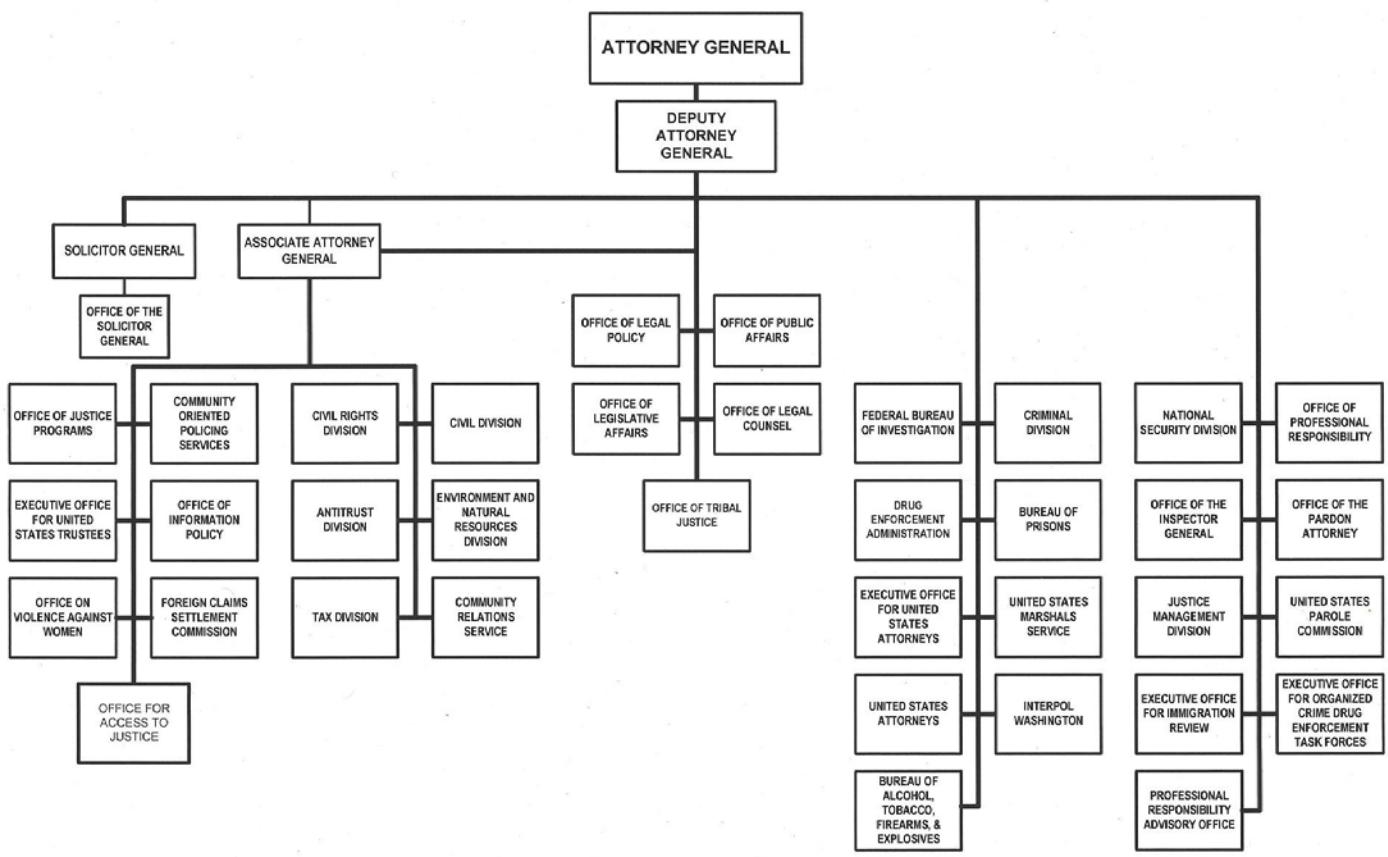 ATTORNEY GENERAL
DEPUTY
ATTORNEY
GENERAL
SOLICITOR GENERAL
ASSOCIATE ATTORNEY
GENERAL
OFFICE OF THE
SOLICITOR
GENERAL
OFFICE OF LEGAL
POLICY
OFFICE OF PUBLIC
AFFAIRS
OFFICE OF
LEGISLATIVE
AFFAIRS
OFFICE OF LEGAL
COUNSEL
OFFICE OF TRIBAL
JUSTICE
OFFICE OF JUSTICE
PROGRAMS
COMMUNITY
ORIENTED
POLICING
SERVICES
CIVIL RIGHTS
DIVISION
CIVIL DIVISION
FEDERAL BUREAU
OF INVESTIGATION
CRIMINAL
DIVISION
NATIONAL
SECURITY DIVISION
OFFICE OF
PROFESSIONAL
RESPONSIBILITY
EXECUTIVE OFFICE
FOR UNITED
STATES TRUSTEES
OFFICE OF
INFORMATION
POLICY
ANTITRUST
DIVISION
ENVIRONMENT AND
NATURAL
RESOURCES
DIVISION
DRUG
ENFORCEMENT
ADMINISTRATION
BUREAU OF
PRISONS
OFFICE OF THE
INSPECTOR
GENERAL
OFFICE OF THE
PARDON
ATTORNEY
OFFICE ON
VIOLENCE AGAINST
WOMEN
FOREIGN CLAIMS
SETTLEMENT
COMMISSION
TAX DIVISION
COMMUNITY
RELATIONS
SERVICE
EXECUTIVE OFFICE
FOR UNITED
STATES
ATTORNEYS
UNITED STATES
MARSHALS
SERVICE
JUSTICE
MANAGEMENT
DIVISION
UNITED STATES
PAROLE
COMMISSION
OFFICE FOR
ACCESS TO
JUSTICE
UNITED STATES
ATTORNEYS
INTERPOL
WASHINGTON
EXECUTIVE OFFICE
FOR IMMIGRATION
REVIEW
EXECUTIVE OFFICE
FOR ORGANIZED
CRIME DRUG
ENFORCEMENT
TASK FORCES
BUREAU OF
ALCOHOL,
TOBACCO,
FIREARMS, &
EXPLOSIVES
PROFESSIONAL
RESPONSIBILITY
ADVISORY OFFICE